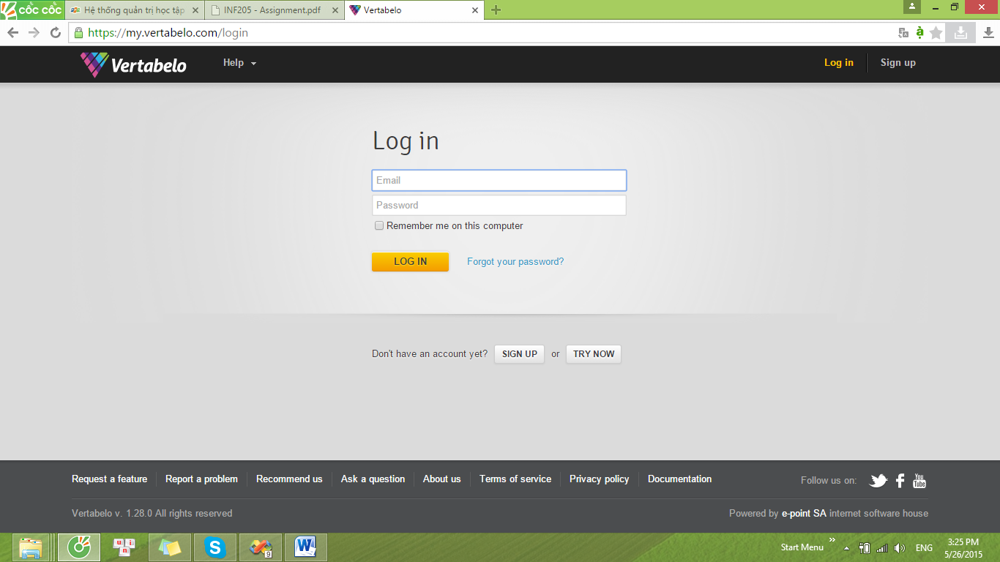 CỐC CỐC Hệ thống quản trị học tập INF205 - Assignment.pdf Vertabelo
https://my.vertabelo.com/login
Vertabelo Help Log in Sign up
Log in
Email
Password
Remember me on this computer
LOG IN Forgot your password?
Don't have an account yet? SIGN UP or TRY NOW
Request a feature Report a problem Recommend us Ask a question About us Terms of service Privacy policy Documentation Follow us on: You Tube
Vertabelo v. 1.28.0 All rights reserved Powered by e-point SA internet software house
u n i n S 9 W Start Menu ENG 3:25 PM
5/26/2015